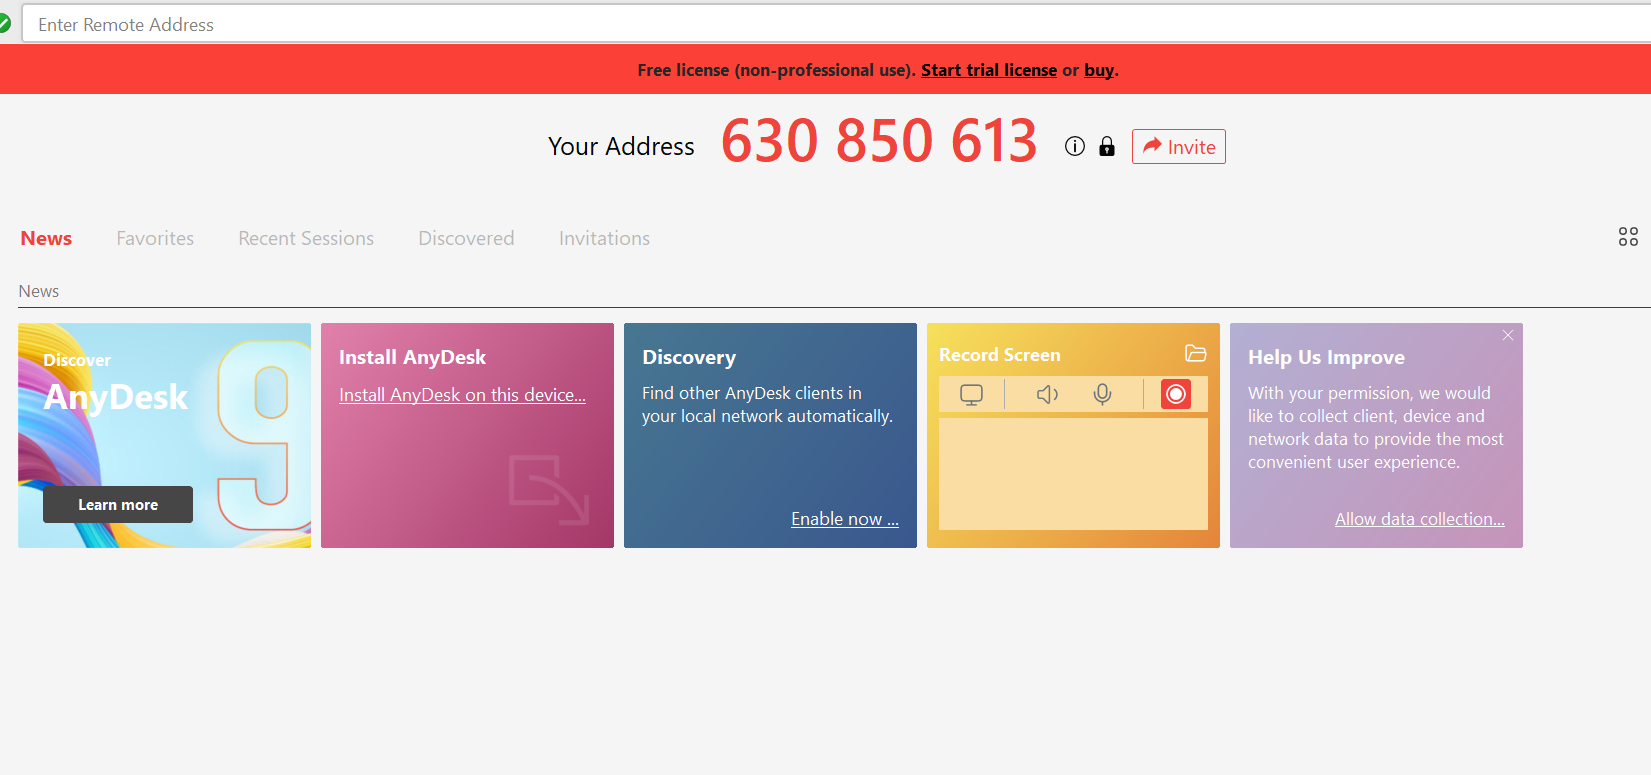 Enter Remote Address
Free license (non-professional use). Start trial license or buy.
Your Address 630 850 613 Invite
News Favorites Recent Sessions Discovered Invitations
News
Discover
AnyDesk
9
Learn more
Install AnyDesk
Install AnyDesk on this device...
Discovery
Find other AnyDesk clients in
your local network automatically.
Enable now ...
Record Screen
Help Us Improve
With your permission, we would
like to collect client, device and
network data to provide the most
convenient user experience.
Allow data collection...